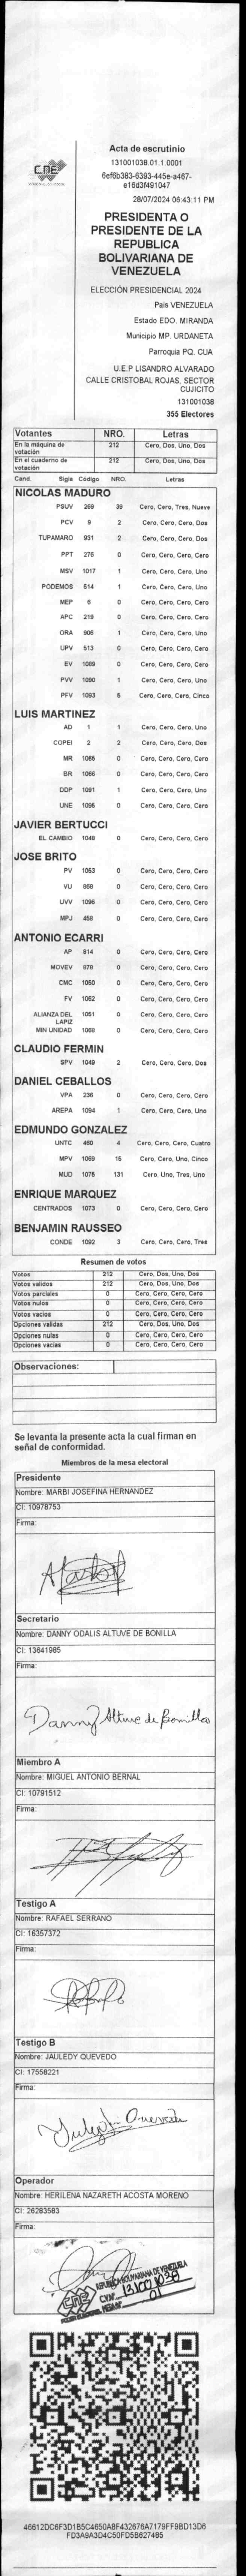 CNE
Acta de escrutinio
131001038.01.1.0001
6ef6b383-6393-445e-a467-
e16d3f491047
28/07/2024 06:43:11 PM
PRESIDENTA O
PRESIDENTE DE LA
REPUBLICA
BOLIVARIANA DE
VENEZUELA
ELECCIÓN PRESIDENCIAL 2024
Pais VENEZUELA
Estado EDO. MIRANDA
Municipio MP. URDANETA
Parroquia PQ. CUA
U.E.P LISANDRO ALVARADO
CALLE CRISTOBAL ROJAS, SECTOR
CUJICITO
131001038
355 Electores
Votantes NRO. Letras
En la máquina de votación 212 Cero, Dos, Uno, Dos
En el cuaderno de votación 212 Cero, Dos, Uno, Dos
Cand. Sigla Código NRO. Letras
NICOLAS MADURO
PSUV 269 39 Cero, Cero, Tres, Nueve
PCV 9 2 Cero, Cero, Cero, Dos
TUPAMARO 931 2 Cero, Cero, Cero, Dos
PPT 276 0 Cero, Cero, Cero, Cero
MSV 1017 1 Cero, Cero, Cero, Uno
PODEMOS 514 1 Cero, Cero, Cero, Uno
MEP 6 0 Cero, Cero, Cero, Cero
APC 219 0 Cero, Cero, Cero, Cero
ORA 906 1 Cero, Cero, Cero, Uno
UPV 513 0 Cero, Cero, Cero, Cero
EV 1089 0 Cero, Cero, Cero, Cero
PVV 1090 1 Cero, Cero, Cero, Uno
PFV 1093 5 Cero, Cero, Cero, Cinco
LUIS MARTINEZ
AD 1 1 Cero, Cero, Cero, Uno
COPEI 2 2 Cero, Cero, Cero, Dos
MR 1065 0 Cero, Cero, Cero, Cero
BR 1066 0 Cero, Cero, Cero, Cero
DDP 1091 1 Cero, Cero, Cero, Uno
UNE 1095 0 Cero, Cero, Cero, Cero
JAVIER BERTUCCI
EL CAMBIO 1048 0 Cero, Cero, Cero, Cero
JOSE BRITO
PV 1053 0 Cero, Cero, Cero, Cero
VU 868 0 Cero, Cero, Cero, Cero
UVV 1096 0 Cero, Cero, Cero, Cero
MPJ 458 0 Cero, Cero, Cero, Cero
ANTONIO ECARRI
AP 814 0 Cero, Cero, Cero, Cero
MOVEV 878 0 Cero, Cero, Cero, Cero
CMC 1050 0 Cero, Cero, Cero, Cero
FV 1062 0 Cero, Cero, Cero, Cero
ALIANZA DEL LAPIZ 1051 0 Cero, Cero, Cero, Cero
MIN UNIDAD 1068 0 Cero, Cero, Cero, Cero
CLAUDIO FERMIN
SPV 1049 2 Cero, Cero, Cero, Dos
DANIEL CEBALLOS
VPA 236 0 Cero, Cero, Cero, Cero
AREPA 1094 1 Cero, Cero, Cero, Uno
EDMUNDO GONZALEZ
UNTC 460 4 Cero, Cero, Cero, Cuatro
MPV 1069 15 Cero, Cero, Uno, Cinco
MUD 1075 131 Cero, Uno, Tres, Uno
ENRIQUE MARQUEZ
CENTRADOS 1073 0 Cero, Cero, Cero, Cero
BENJAMIN RAUSSEO
CONDE 1092 3 Cero, Cero, Cero, Tres
Resumen de votos
Votos 212 Cero, Dos, Uno, Dos
Votos validos 212 Cero, Dos, Uno, Dos
Votos parciales 0 Cero, Cero, Cero, Cero
Votos nulos 0 Cero, Cero, Cero, Cero
Votos vacios 0 Cero, Cero, Cero, Cero
Opciones validas 212 Cero, Dos, Uno, Dos
Opciones nulas 0 Cero, Cero, Cero, Cero
Opciones vacias 0 Cero, Cero, Cero, Cero
Observaciones:
Se levanta la presente acta la cual firman en
señal de conformidad.
Miembros de la mesa electoral
Presidente
Nombre: MARBI JOSEFINA HERNANDEZ
CI: 10978753
Firma:
Secretario
Nombre: DANNY ODALIS ALTUVE DE BONILLA
CI: 13641985
Firma:
Danny Altuve de Bonilla
Miembro A
Nombre: MIGUEL ANTONIO BERNAL
CI: 10791512
Firma:
Testigo A
Nombre: RAFAEL SERRANO
CI: 16357372
Firma:
Testigo B
Nombre: JAULEDY QUEVEDO
CI: 17558221
Firma:
Operador
Nombre: HERILENA NAZARETH ACOSTA MORENO
CI: 26283583
Firma:
REPUBLICA BOLIVARIANA DE VENEZUELA
CNE
131001038
01
46612DC6F3D1B5C4650A8F432676A7179FF9BD13D6
FD3A9A3D4C50FD5B627485